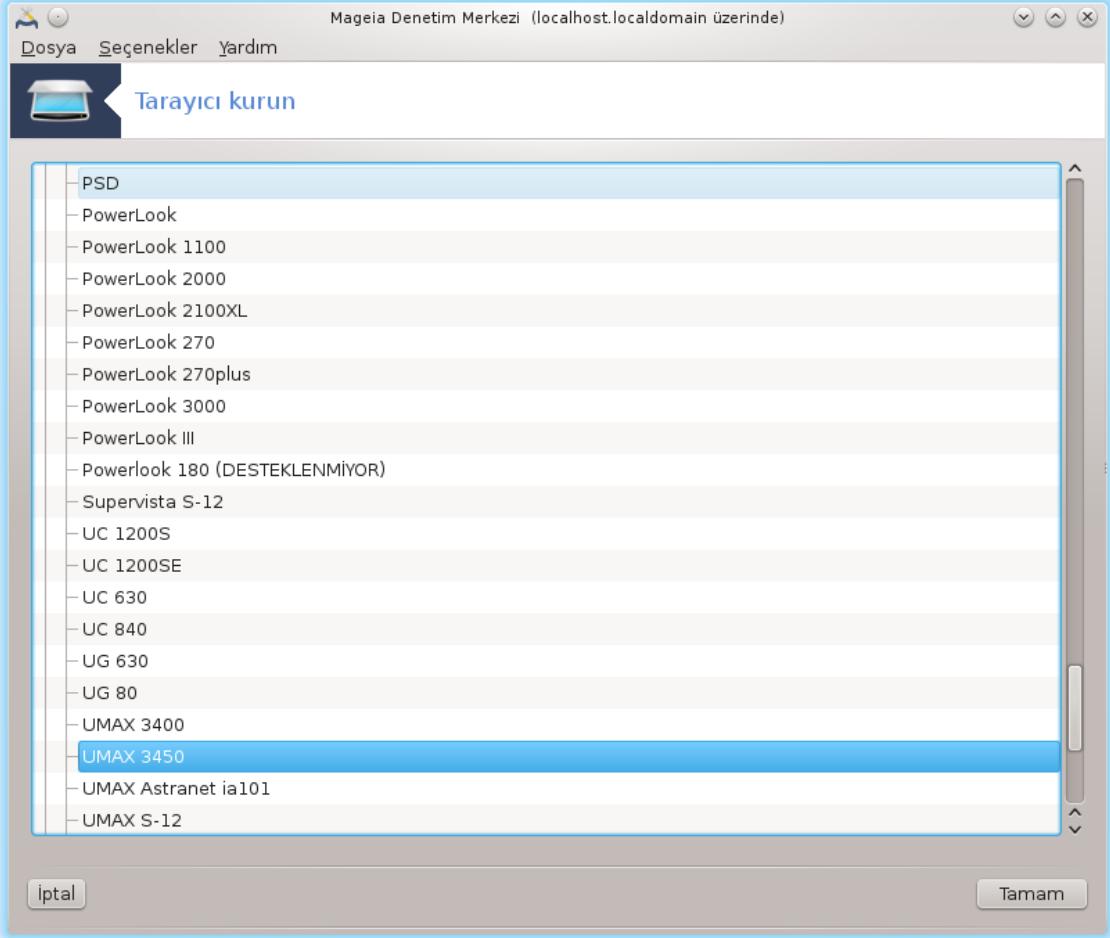 Mageia Denetim Merkezi (localhost.localdomain üzerinde)
Dosya Seçenekler Yardım
Tarayıcı kurun
PSD
PowerLook
PowerLook 1100
PowerLook 2000
PowerLook 2100XL
PowerLook 270
PowerLook 270plus
PowerLook 3000
PowerLook III
Powerlook 180 (DESTEKLENMİYOR)
Supervista S-12
UC 1200S
UC 1200SE
UC 630
UC 840
UG 630
UG 80
UMAX 3400
UMAX 3450
UMAX Astranet ia101
UMAX S-12
İptal Tamam